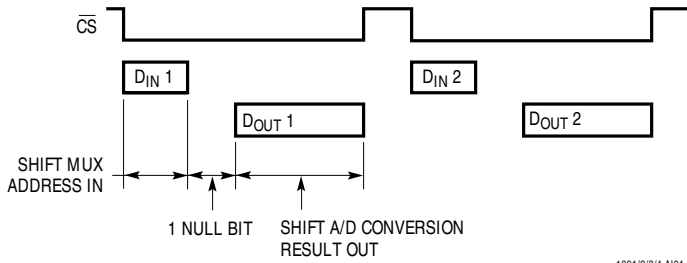 CS
DIN 1
DIN 2
DOUT 1
DOUT 2
SHIFT MUX
ADDRESS IN
1 NULL BIT
SHIFT A/D CONVERSION
RESULT OUT